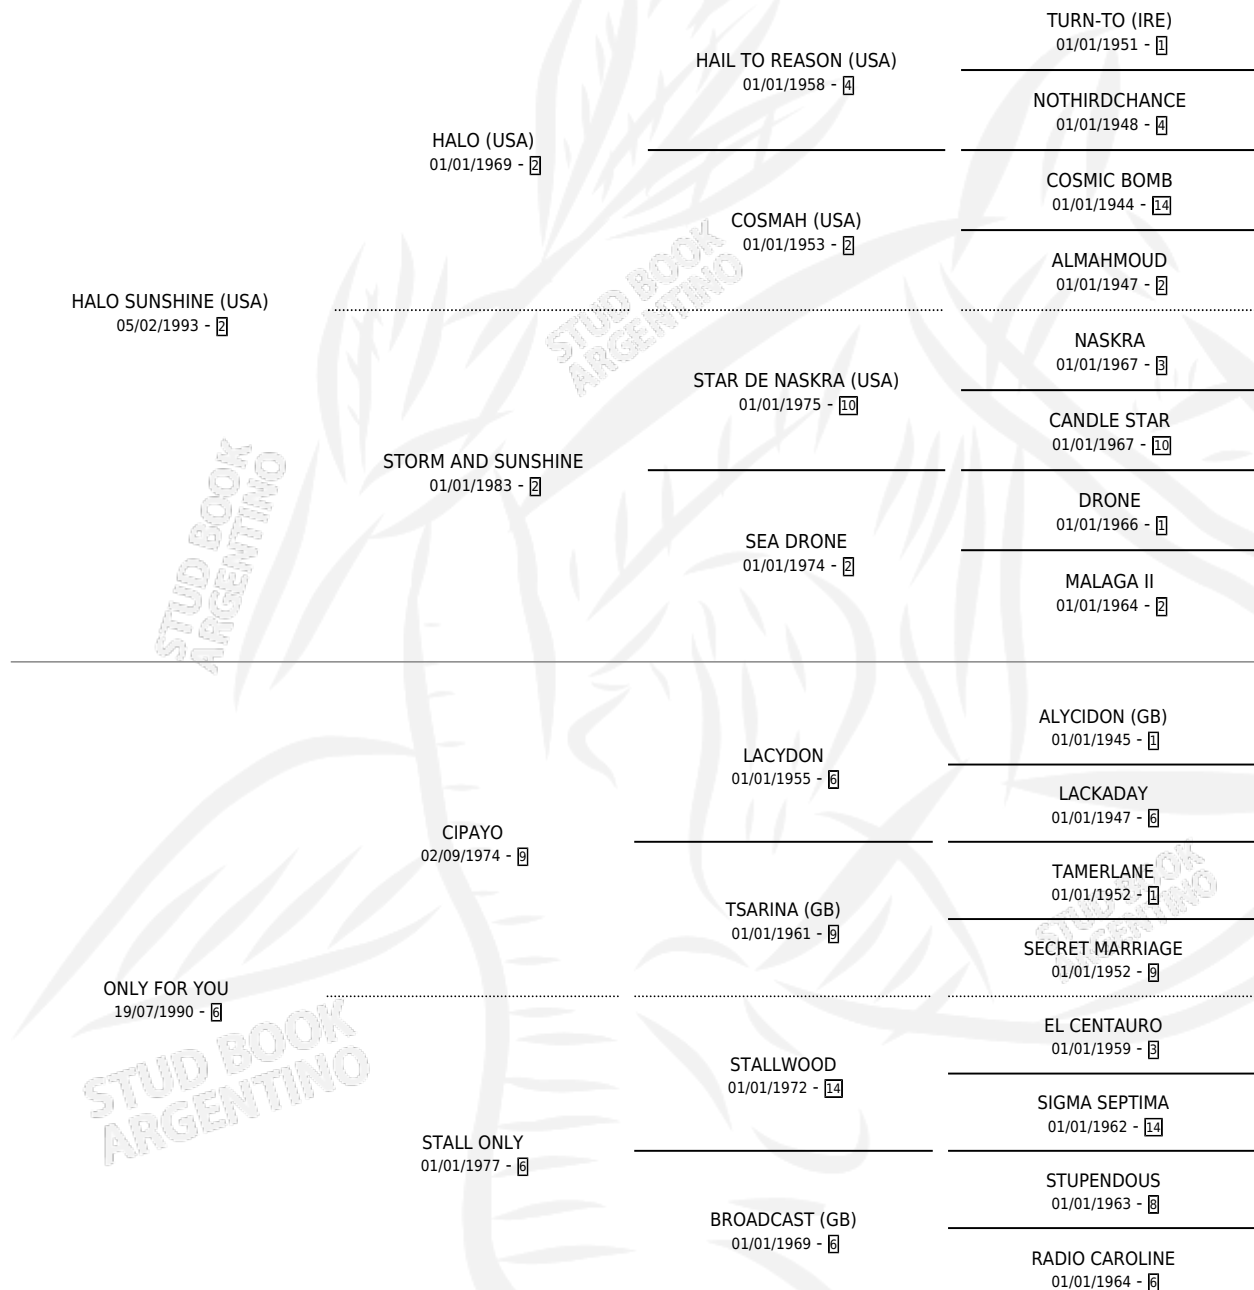 TURN-TO (IRE)
01/01/1951 - 1
HAIL TO REASON (USA)
01/01/1958 - 4
NOTHIRDCHANCE
01/01/1948 - 4
HALO (USA)
01/01/1969 - 2
COSMIC BOMB
01/01/1944 - 14
COSMAH (USA)
01/01/1953 - 2
ALMAHMOUD
01/01/1947 - 2
HALO SUNSHINE (USA)
05/02/1993 - 2
NASKRA
01/01/1967 - 3
STAR DE NASKRA (USA)
01/01/1975 - 10
CANDLE STAR
01/01/1967 - 10
STORM AND SUNSHINE
01/01/1983 - 2
DRONE
01/01/1966 - 1
SEA DRONE
01/01/1974 - 2
MALAGA II
01/01/1964 - 2
ALYCIDON (GB)
01/01/1945 - 1
LACYDON
01/01/1955 - 6
LACKADAY
01/01/1947 - 6
CIPAYO
02/09/1974 - 9
TAMERLANE
01/01/1952 - 1
TSARINA (GB)
01/01/1961 - 9
SECRET MARRIAGE
01/01/1952 - 9
ONLY FOR YOU
19/07/1990 - 6
EL CENTAURO
01/01/1959 - 3
STALLWOOD
01/01/1972 - 14
SIGMA SEPTIMA
01/01/1962 - 14
STALL ONLY
01/01/1977 - 6
STUPENDOUS
01/01/1963 - 8
BROADCAST (GB)
01/01/1969 - 6
RADIO CAROLINE
01/01/1964 - 6
STUD BOOK
ARGENTINO
STUD BOOK
ARGENTINO
STUD BOOK
ARGENTINO
STUD BOOK
ARGENTINO